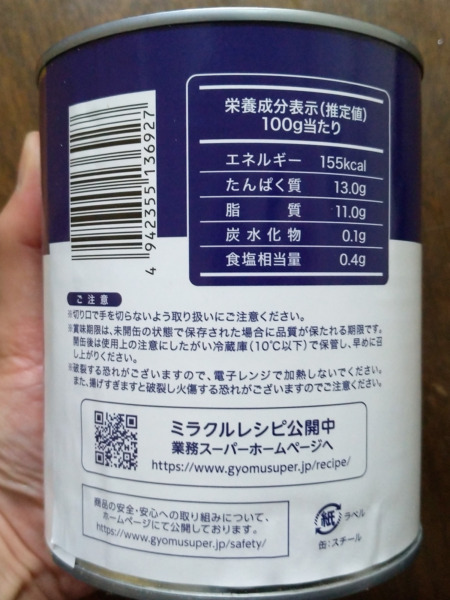 栄養成分表示(推定値)
100g当たり
エネルギー 155kcal
たんぱく質 13.0g
脂質 11.0g
炭水化物 0.1g
食塩相当量 0.4g
4 942355 136927
ご注意
※切り口で手を切らないよう取り扱いにご注意ください。
※賞味期限は、未開缶の状態で保存された場合に品質が保たれる期限です。
開缶後は使用上の注意にしたがい冷蔵庫(10℃以下)で保管し、早めに召
し上がりください。
※破裂する恐れがございますので、電子レンジで加熱しないでください。
また、揚げすぎますと破裂し火傷する恐れがございますのでご注意ください。
ミラクルレシピ公開中
業務スーパーホームページへ
https://www.gyomusuper.jp/recipe/
商品の安全・安心への取り組みについて、
ホームページにて公開しております。
https://www.gyomusuper.jp/safety/
紙 ラベル
缶:スチール